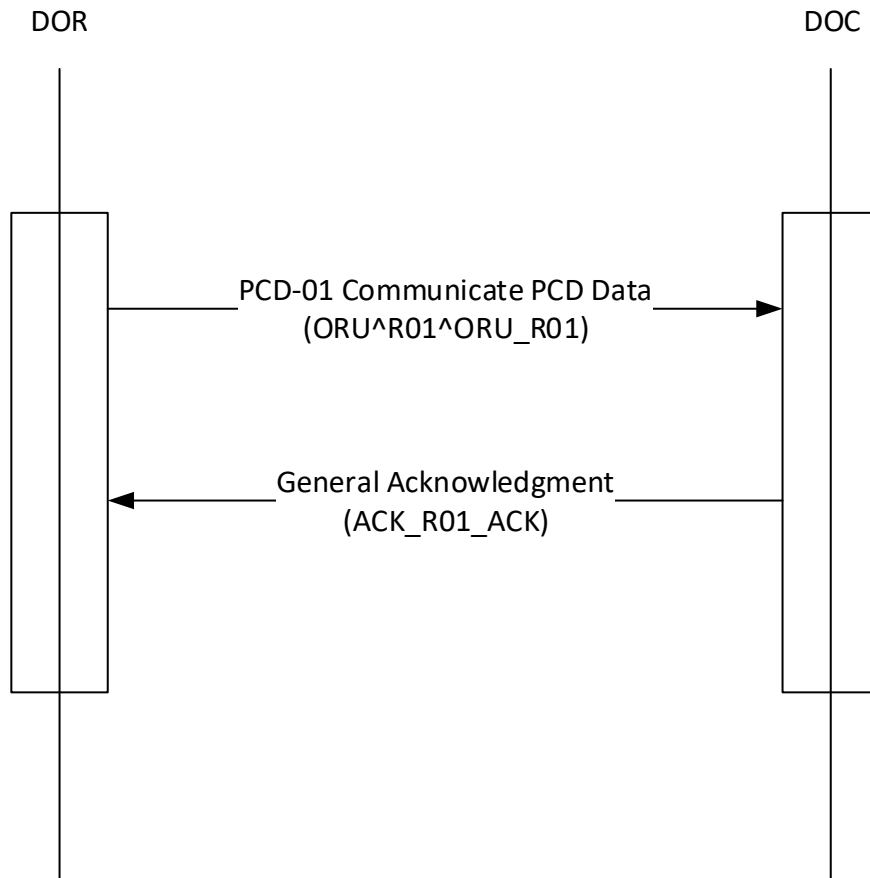 DOR
DOC
PCD-01 Communicate PCD Data
(ORU^R01^ORU_R01)
General Acknowledgment
(ACK_R01_ACK)